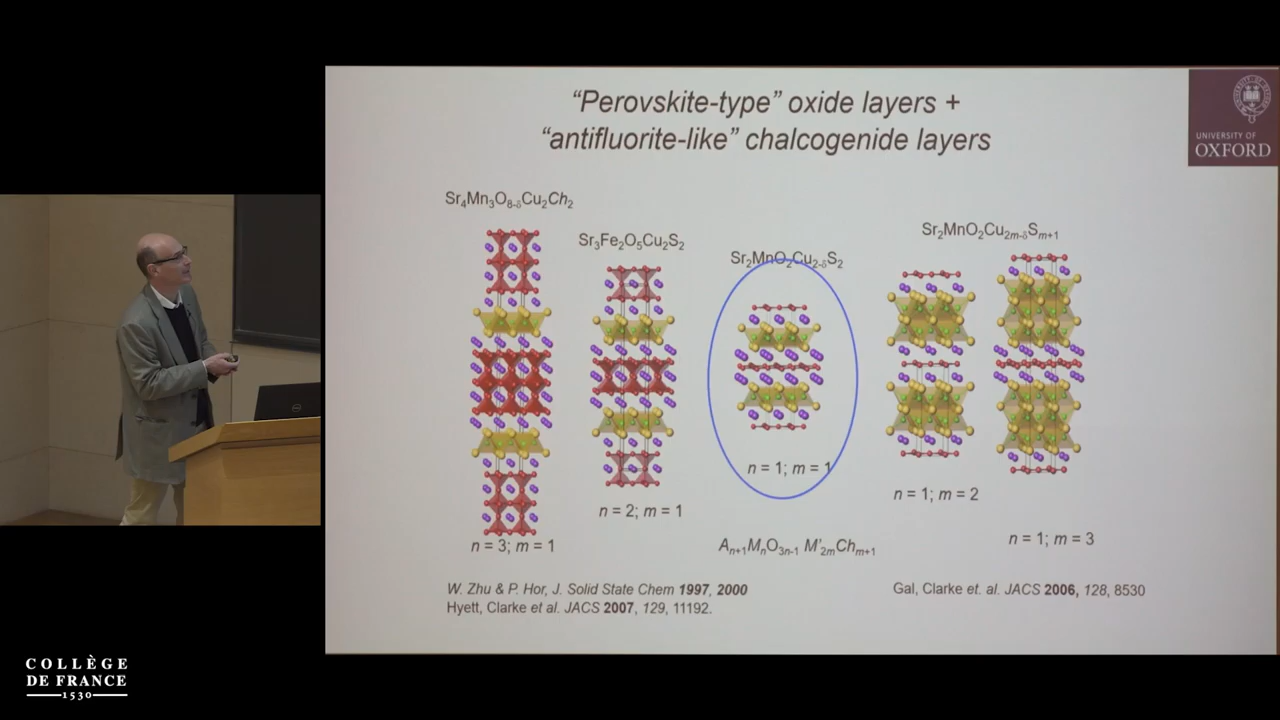 “Perovskite-type” oxide layers +
“antifluorite-like” chalcogenide layers
UNIVERSITY OF
OXFORD
Sr₄Mn₃O₈₋δCu₂Ch₂
Sr₃Fe₂O₅Cu₂S₂
Sr₂MnO₂Cu₂₋δS₂
Sr₂MnO₂Cu₂ₘ₋δSₘ₊₁
n = 3; m = 1
n = 2; m = 1
n = 1; m = 1
n = 1; m = 2
n = 1; m = 3
Aₙ₊₁MₙO₃ₙ₋₁ M’₂ₘChₘ₊₁
W. Zhu & P. Hor, J. Solid State Chem 1997, 2000
Hyett, Clarke et al. JACS 2007, 129, 11192.
Gal, Clarke et. al. JACS 2006, 128, 8530
COLLÈGE
DE FRANCE
1530